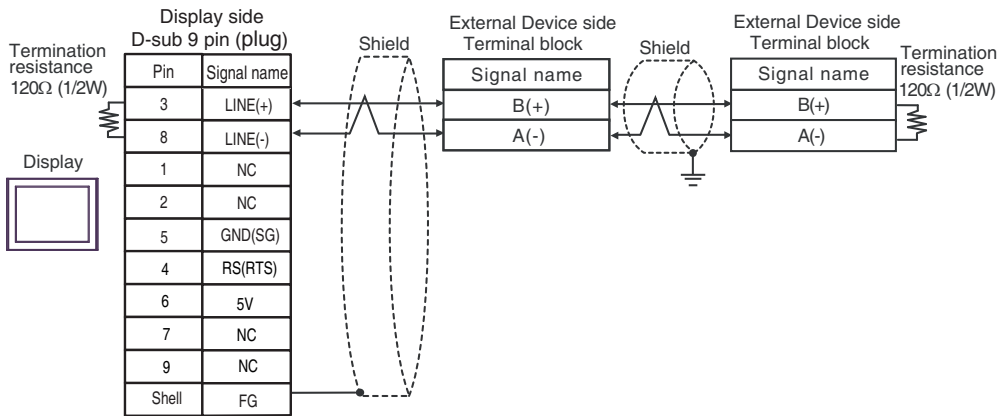 Display side
D-sub 9 pin (plug)
Termination
resistance
120Ω (1/2W)
Display
Pin Signal name
3 LINE(+)
8 LINE(-)
1 NC
2 NC
5 GND(SG)
4 RS(RTS)
6 5V
7 NC
9 NC
Shell FG
Shield
External Device side
Terminal block
Signal name
B(+)
A(-)
Shield
External Device side
Terminal block
Signal name
B(+)
A(-)
Termination
resistance
120Ω (1/2W)